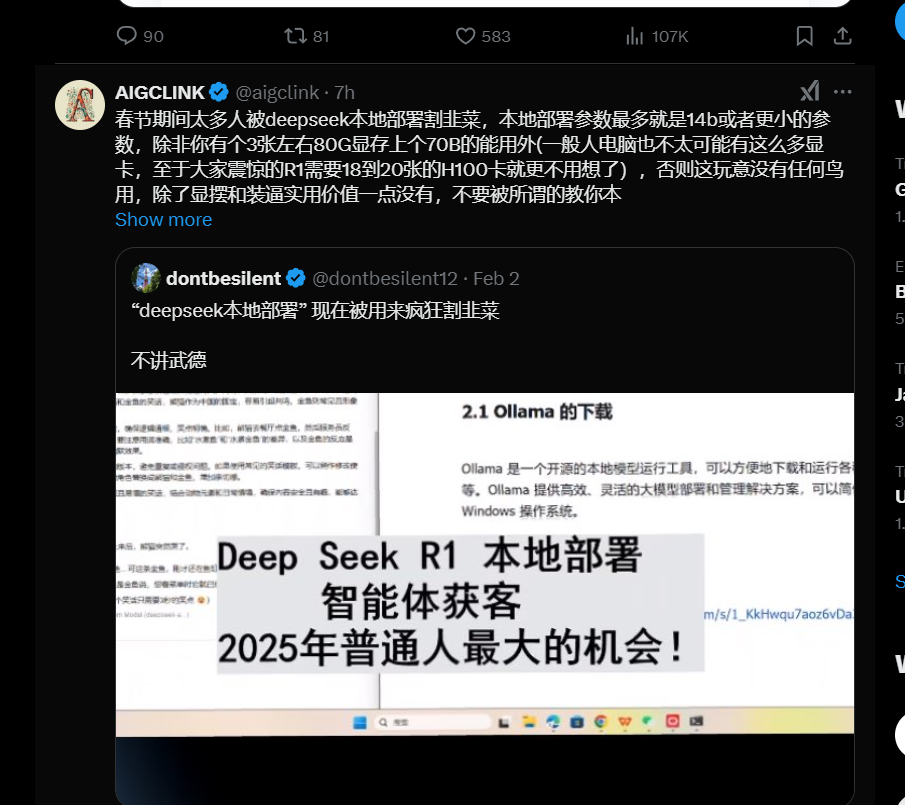 90
81
583
107K
AIGCLINK @aigclink · 7h
春节期间太多人被deepseek本地部署割韭菜，本地部署参数最多就是14b或者更小的参
数，除非你有个3张左右80G显存上个70B的能用外(一般人电脑也不太可能有这么多显
卡，至于大家震惊的R1需要18到20张的H100卡就更不用想了），否则这玩意没有任何鸟
用，除了显摆和装逼实用价值一点没有，不要被所谓的教你本
Show more
dontbesilent @dontbesilent12 · Feb 2
“deepseek本地部署” 现在被用来疯狂割韭菜
不讲武德
2.1 Ollama 的下载
Ollama 是一个开源的本地模型运行工具，可以方便地下载和运行各
等。Ollama 提供高效、灵活的大模型部署和管理解决方案，可以简
Windows 操作系统。
Deep Seek R1 本地部署
智能体获客
2025年普通人最大的机会！
m/s/1_KkHwqu7aoz6vDa
搜索